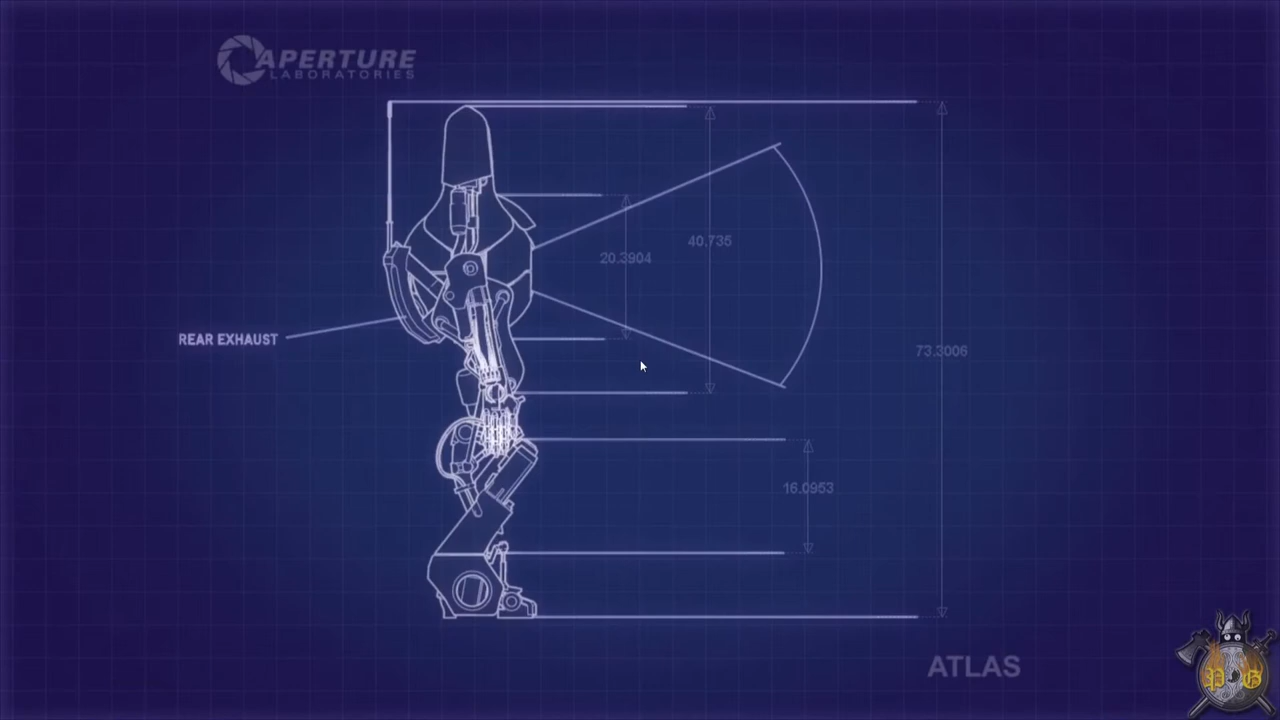 APERTURE
LABORATORIES
40.735
20.3904
REAR EXHAUST
73.3006
16.0953
ATLAS
P G